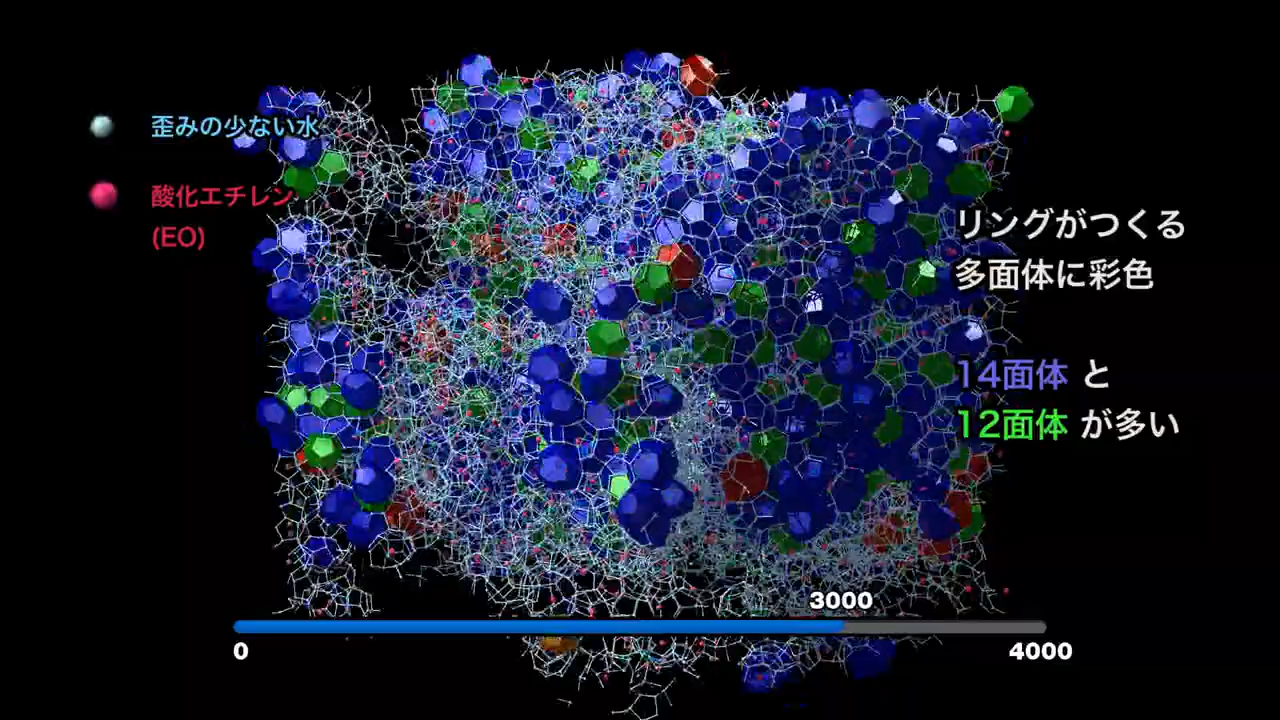 歪みの少ない水
酸化エチレン
(EO)
リングがつくる
多面体に彩色
14面体 と
12面体 が多い
3000
0
4000